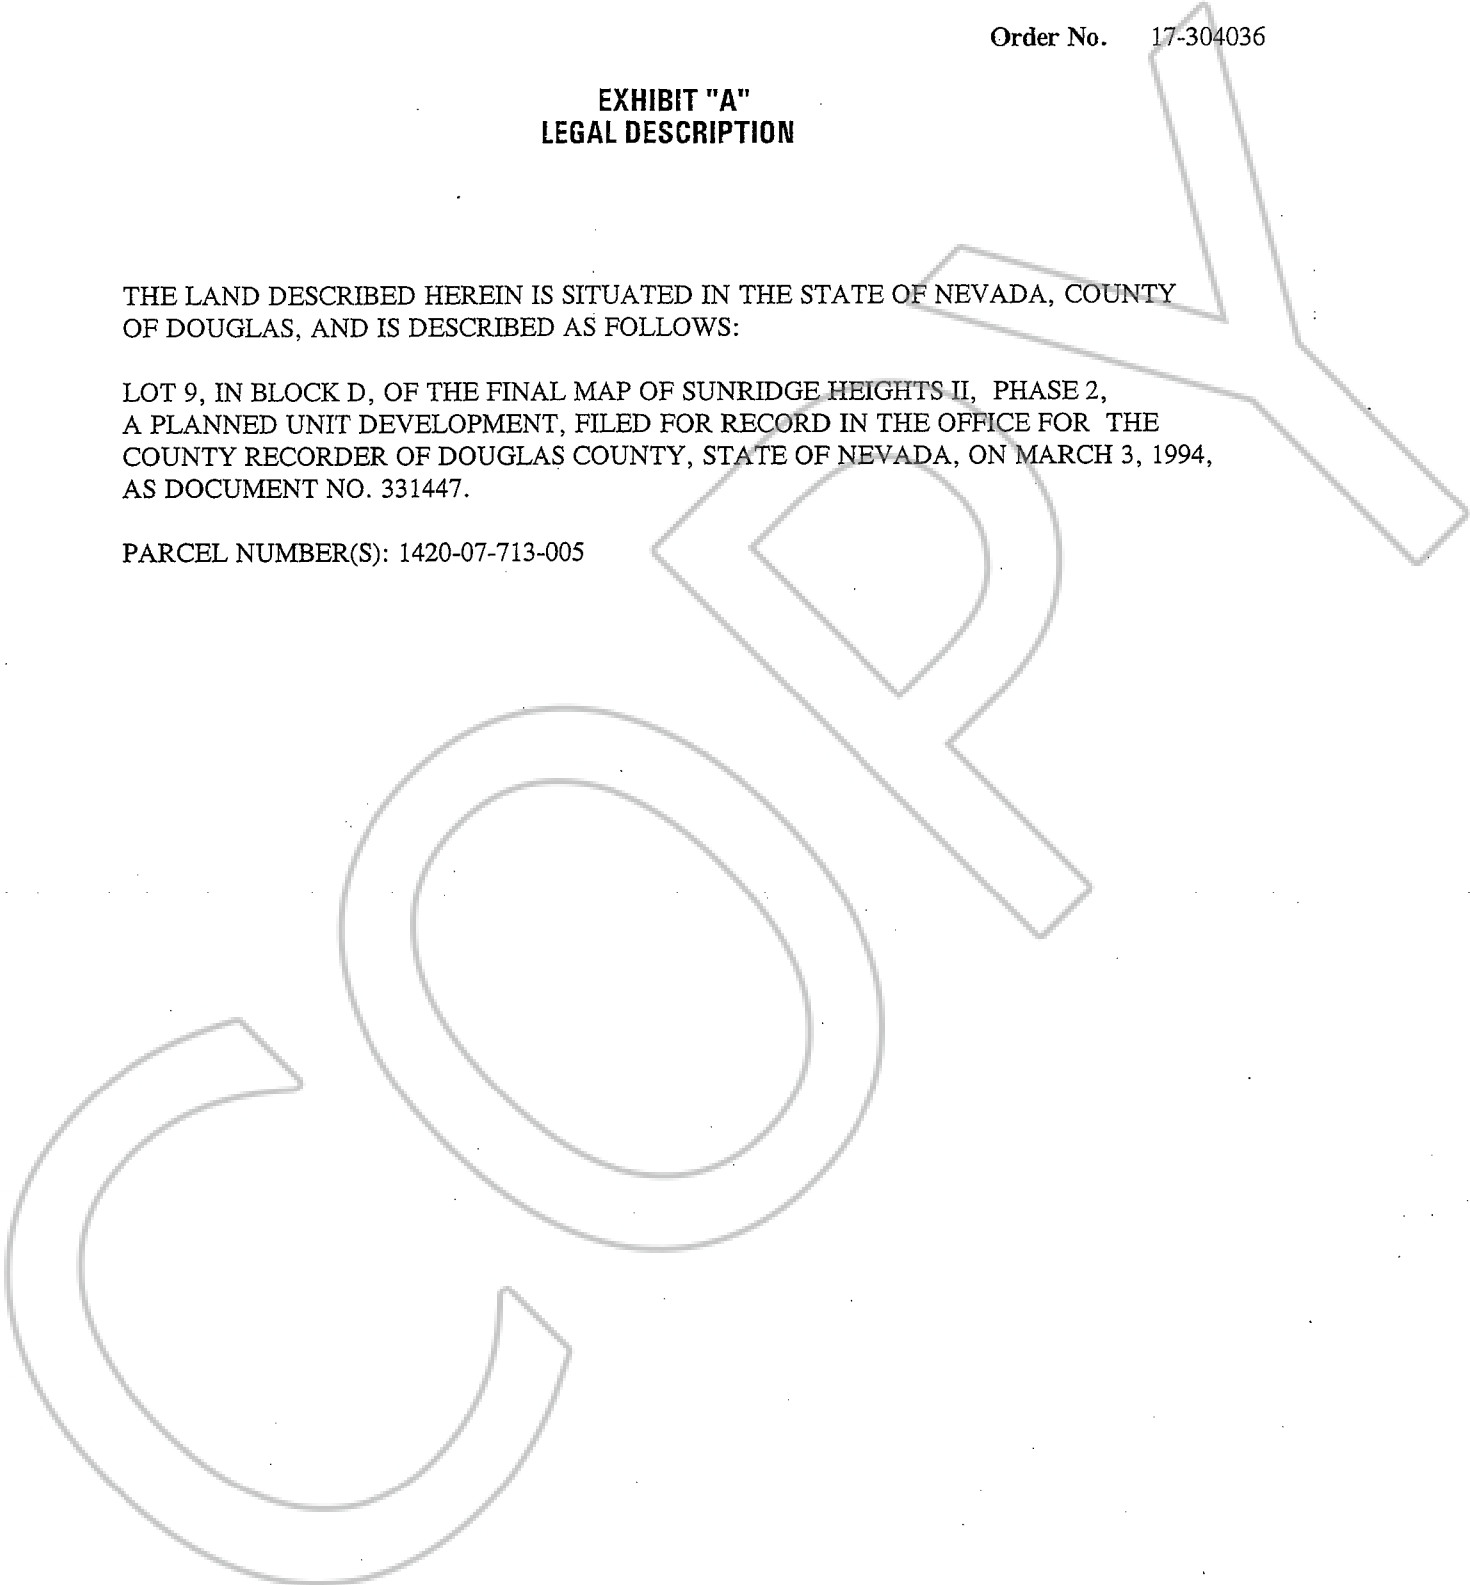 Order No. 17-304036
EXHIBIT "A"
LEGAL DESCRIPTION
THE LAND DESCRIBED HEREIN IS SITUATED IN THE STATE OF NEVADA, COUNTY
OF DOUGLAS, AND IS DESCRIBED AS FOLLOWS:
LOT 9, IN BLOCK D, OF THE FINAL MAP OF SUNRIDGE HEIGHTS II, PHASE 2,
A PLANNED UNIT DEVELOPMENT, FILED FOR RECORD IN THE OFFICE FOR THE
COUNTY RECORDER OF DOUGLAS COUNTY, STATE OF NEVADA, ON MARCH 3, 1994,
AS DOCUMENT NO. 331447.
PARCEL NUMBER(S): 1420-07-713-005
COPY